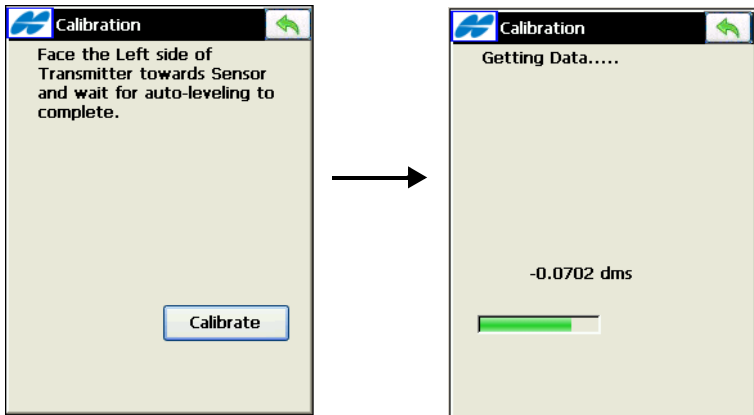 Calibration
Face the Left side of
Transmitter towards Sensor
and wait for auto-leveling to
complete.
Calibrate
Calibration
Getting Data.....
-0.0702 dms